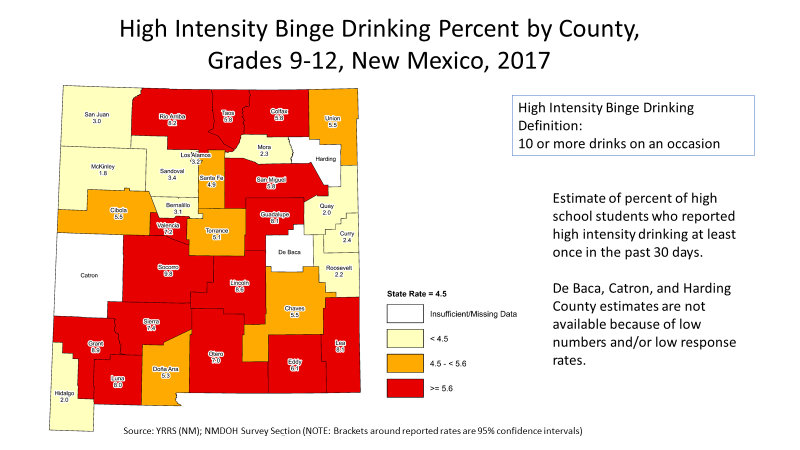 High Intensity Binge Drinking Percent by County,
Grades 9-12, New Mexico, 2017
High Intensity Binge Drinking
Definition:
10 or more drinks on an occasion
San Juan
3.0
Rio Arriba
Taos
Colfax
Union
5.5
Mora
2.3
Harding
Los Alamos
3.2
McKinley
1.8
Sandoval
3.4
Santa Fe
4.9
San Miguel
Bernalillo
3.1
Cibola
5.5
Guadalupe
Quay
2.0
Valencia
Torrance
5.1
Curry
2.4
De Baca
Catron
Socorro
Roosevelt
2.2
Lincoln
Chaves
5.5
Sierra
Grant
Otero
7.0
Lea
Luna
Doña Ana
5.3
Eddy
Hidalgo
2.0
Estimate of percent of high
school students who reported
high intensity drinking at least
once in the past 30 days.
De Baca, Catron, and Harding
County estimates are not
available because of low
numbers and/or low response
rates.
State Rate = 4.5
Insufficient/Missing Data
< 4.5
4.5 - < 5.6
>= 5.6
Source: YRRS (NM); NMDOH Survey Section (NOTE: Brackets around reported rates are 95% confidence intervals)